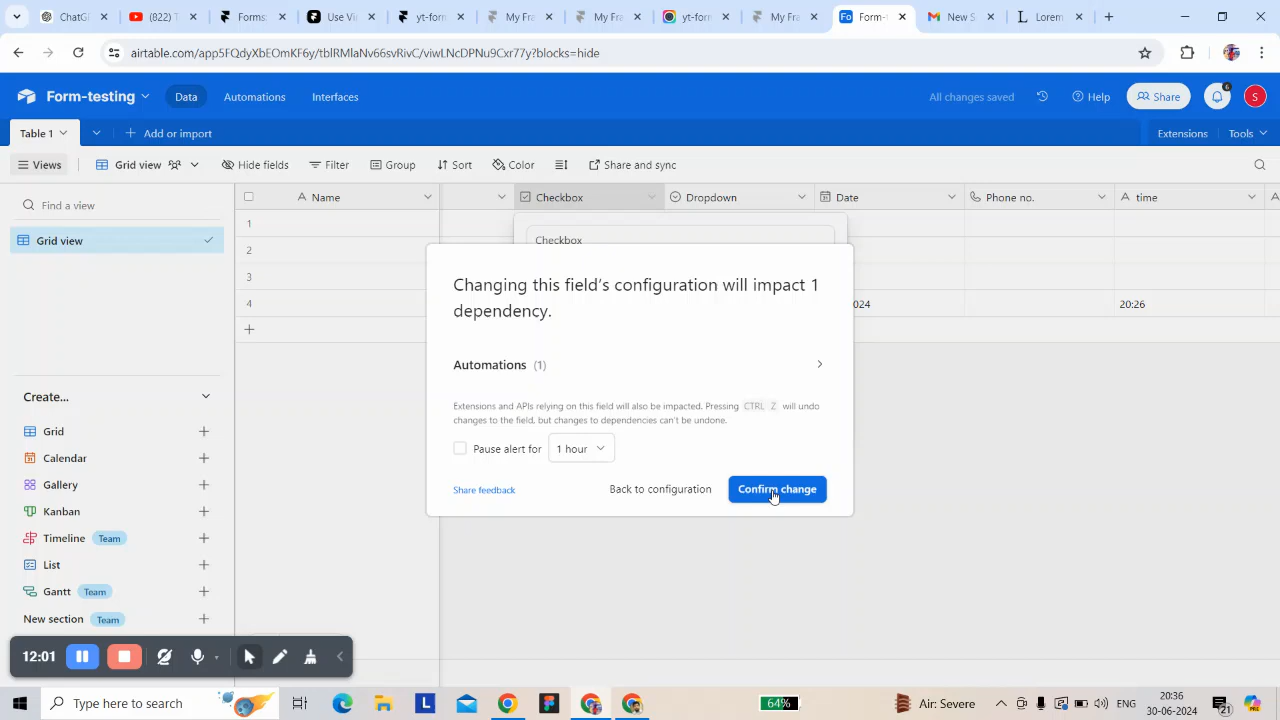 ChatG
(822)
Forms
Use Vi
yt-forr
My Fra
My Fra
yt-forr
My Fra
Form-t
New S
Lorem
airtable.com/app5FQdyXbEOmKF6y/tblRMlaNv66svRivC/viwLNcDPNu9Cxr77y?blocks=hide
Form-testing
Data
Automations
Interfaces
All changes saved
Help
Share
6
S
Table 1
Add or import
Extensions
Tools
Views
Grid view
Hide fields
Filter
Group
Sort
Color
Share and sync
Find a view
Name
Checkbox
Dropdown
Date
Phone no.
time
1
Grid view
Checkbox
2
3
4
024
20:26
Changing this field's configuration will impact 1
dependency.
Automations (1)
Extensions and APIs relying on this field will also be impacted. Pressing CTRL Z will undo
changes to the field, but changes to dependencies can't be undone.
Pause alert for
1 hour
Share feedback
Back to configuration
Confirm change
Create...
Grid
Calendar
Gallery
Kanban
Timeline Team
List
Gantt Team
New section Team
12:01
Type here to search
64%
Air: Severe
ENG
20:36
30-06-2024
21